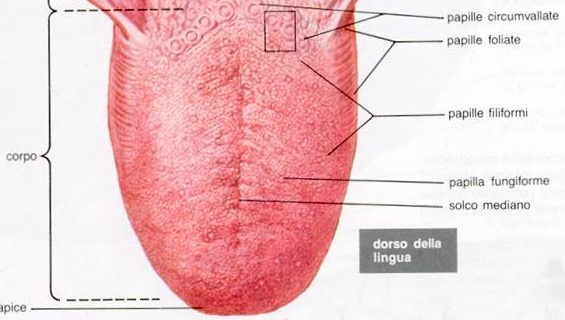 papille circumvallate
papille foliate
papille filiformi
corpo
papilla fungiforme
solco mediano
dorso della
lingua
apice